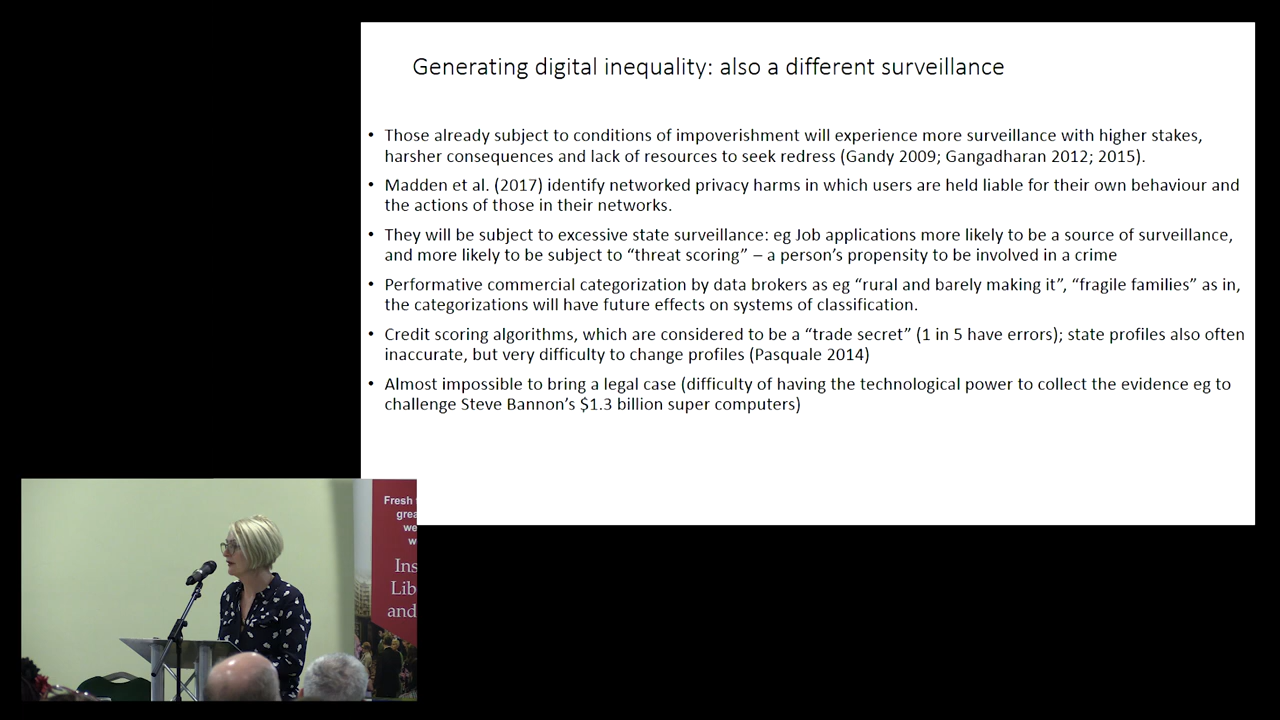 Generating digital inequality: also a different surveillance
• Those already subject to conditions of impoverishment will experience more surveillance with higher stakes,
harsher consequences and lack of resources to seek redress (Gandy 2009; Gangadharan 2012; 2015).
• Madden et al. (2017) identify networked privacy harms in which users are held liable for their own behaviour and
the actions of those in their networks.
• They will be subject to excessive state surveillance: eg Job applications more likely to be a source of surveillance,
and more likely to be subject to “threat scoring” – a person’s propensity to be involved in a crime
• Performative commercial categorization by data brokers as eg “rural and barely making it”, “fragile families” as in,
the categorizations will have future effects on systems of classification.
• Credit scoring algorithms, which are considered to be a “trade secret” (1 in 5 have errors); state profiles also often
inaccurate, but very difficulty to change profiles (Pasquale 2014)
• Almost impossible to bring a legal case (difficulty of having the technological power to collect the evidence eg to
challenge Steve Bannon’s $1.3 billion super computers)
Fresh
grea
we
w
Ins
Lib
and